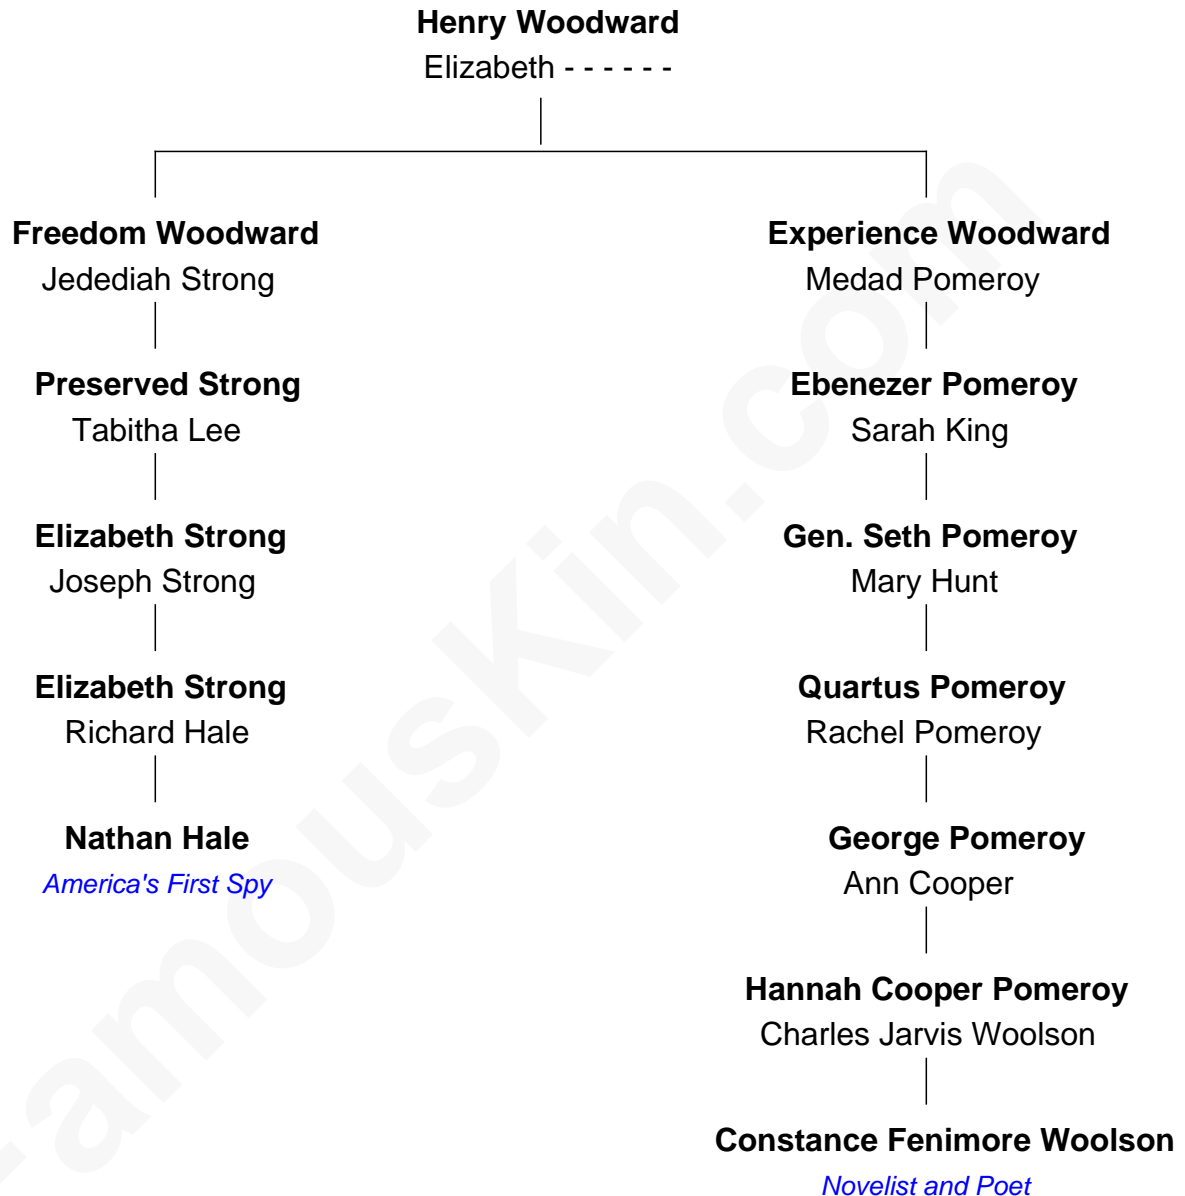 Henry Woodward
Elizabeth - - - - - -
Freedom Woodward
Jedediah Strong
Preserved Strong
Tabitha Lee
Elizabeth Strong
Joseph Strong
Elizabeth Strong
Richard Hale
Nathan Hale
America's First Spy
Experience Woodward
Medad Pomeroy
Ebenezer Pomeroy
Sarah King
Gen. Seth Pomeroy
Mary Hunt
Quartus Pomeroy
Rachel Pomeroy
George Pomeroy
Ann Cooper
Hannah Cooper Pomeroy
Charles Jarvis Woolson
Constance Fenimore Woolson
Novelist and Poet
FamousKin.com